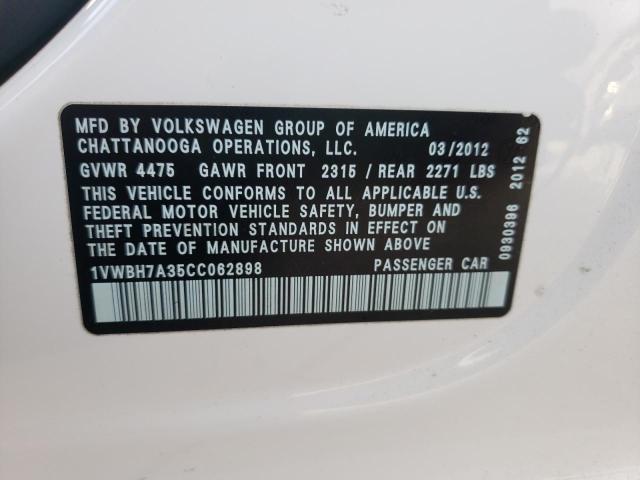 MFD BY VOLKSWAGEN GROUP OF AMERICA
CHATTANOOGA OPERATIONS, LLC. 03/2012
GVWR 4475 GAWR FRONT 2315 / REAR 2271 LBS
THIS VEHICLE CONFORMS TO ALL APPLICABLE U.S.
FEDERAL MOTOR VEHICLE SAFETY, BUMPER AND
THEFT PREVENTION STANDARDS IN EFFECT ON
THE DATE OF MANUFACTURE SHOWN ABOVE
1VWBH7A35CC062898 PASSENGER CAR
0930396 2012 62